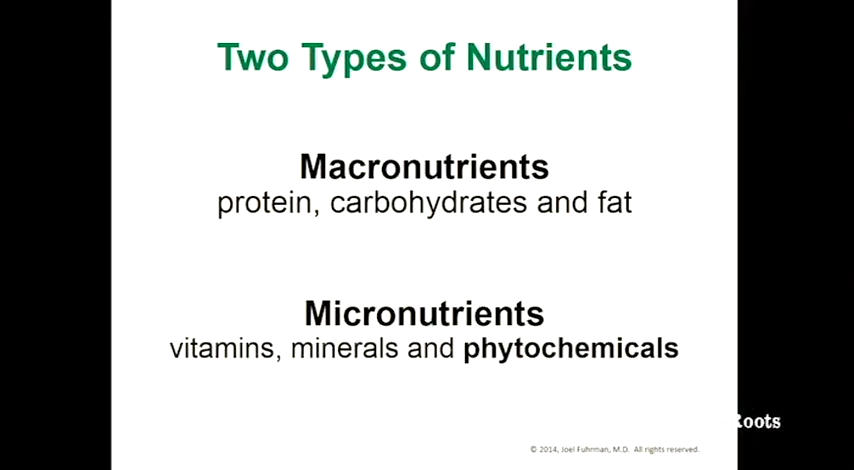 Two Types of Nutrients
Macronutrients
protein, carbohydrates and fat
Micronutrients
vitamins, minerals and phytochemicals
Roots
© 2014, Joel Fuhrman, M.D. All rights reserved.